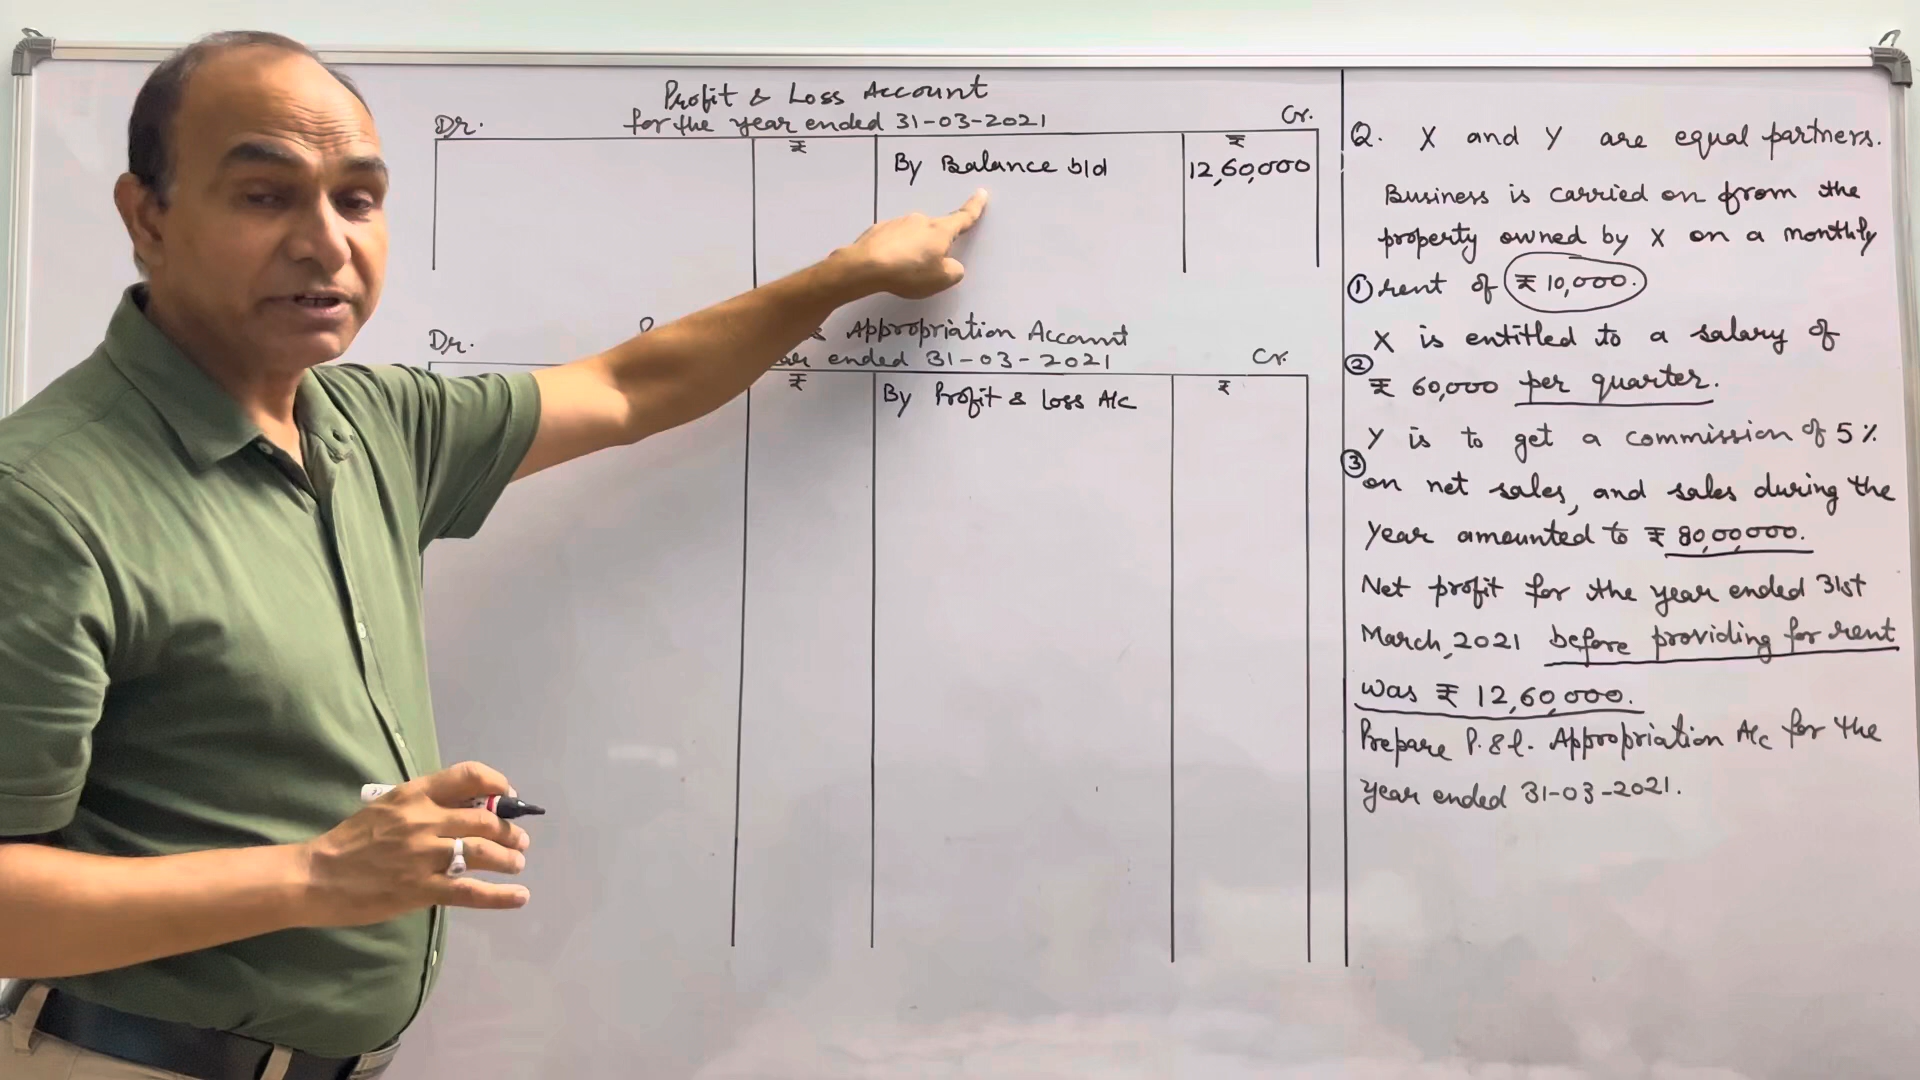 Profit & Loss Account
for the year ended 31-03-2021
Dr.
Cr.
₹
₹
By Balance b/d
12,60,000
Dr.
Appropriation Account
ended 31-03-2021
Cr.
₹
₹
By Profit & Loss A/c
Q. X and Y are equal partners.
Business is carried on from the
property owned by X on a monthly
① rent of ₹ 10,000.
X is entitled to a salary of
② ₹ 60,000 per quarter.
Y is to get a commission of 5%
③ on net sales, and sales during the
year amounted to ₹ 80,00,000.
Net profit for the year ended 31st
March, 2021 before providing for rent
was ₹ 12,60,000.
Prepare P. & L. Appropriation A/c for the
year ended 31-03-2021.